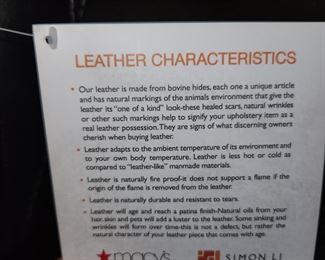 LEATHER CHARACTERISTICS
• Our leather is made from bovine hides, each one a unique article
and has natural markings of the animals environment that give the
leather its "one of kind" look-these healed scars, natural wrinkles
or other such markings help to signify your upholstery item as a
real leather possession. They are signs of what discerning owners
cherish when buying leather.
• Leather adapts to the ambient temperature of its environment and
to your own body temperature. Leather is less hot or cold as
compared to "leather-like" manmade materials.
• Leather is naturally fire proof-it does not support a flame if the
origin of the flame is removed from the leather.
• Leather is naturally durable and resistant to tears.
• Leather will age and reach a patina finish-Natural oils from your
hair, skin and pets will add a luster to the leather. Some sinking and
wrinkles will form over time-this is not a defect, but rather the
natural character of your leather piece that comes with age.
macy's SIMON LI